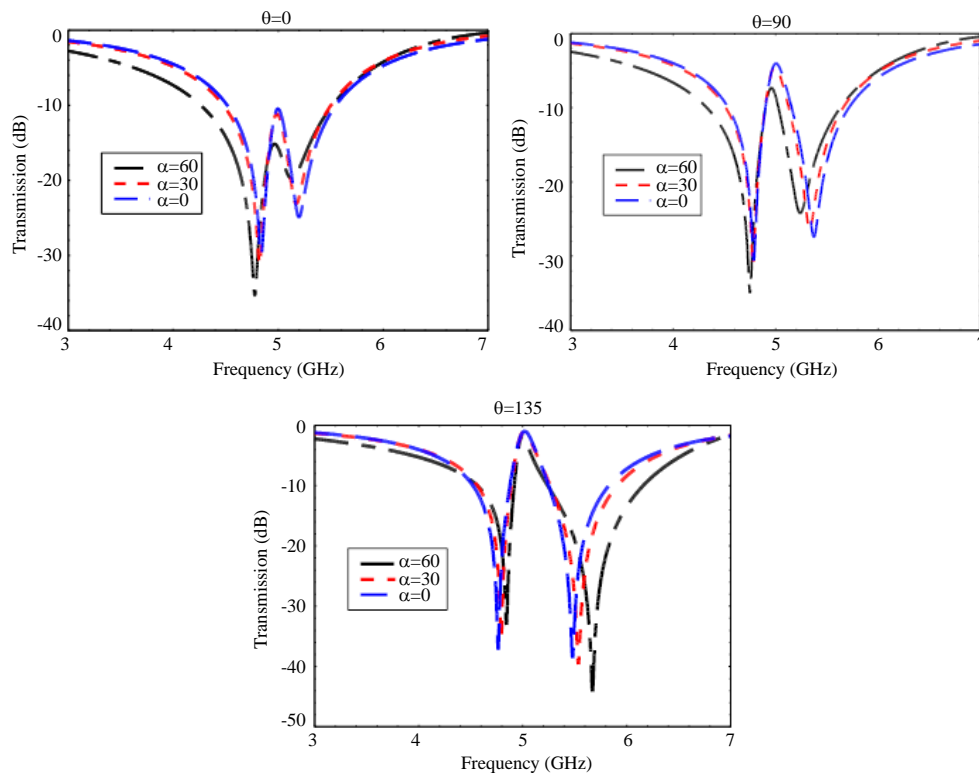 θ=0
0
-10
-20
-30
-40
Transmission (dB)
α=60
α=30
α=0
3
4
5
6
7
Frequency (GHz)
θ=90
0
-10
-20
-30
-40
Transmission (dB)
α=60
α=30
α=0
3
4
5
6
7
Frequency (GHz)
θ=135
0
-10
-20
-30
-40
-50
Transmission (dB)
α=60
α=30
α=0
3
4
5
6
7
Frequency (GHz)